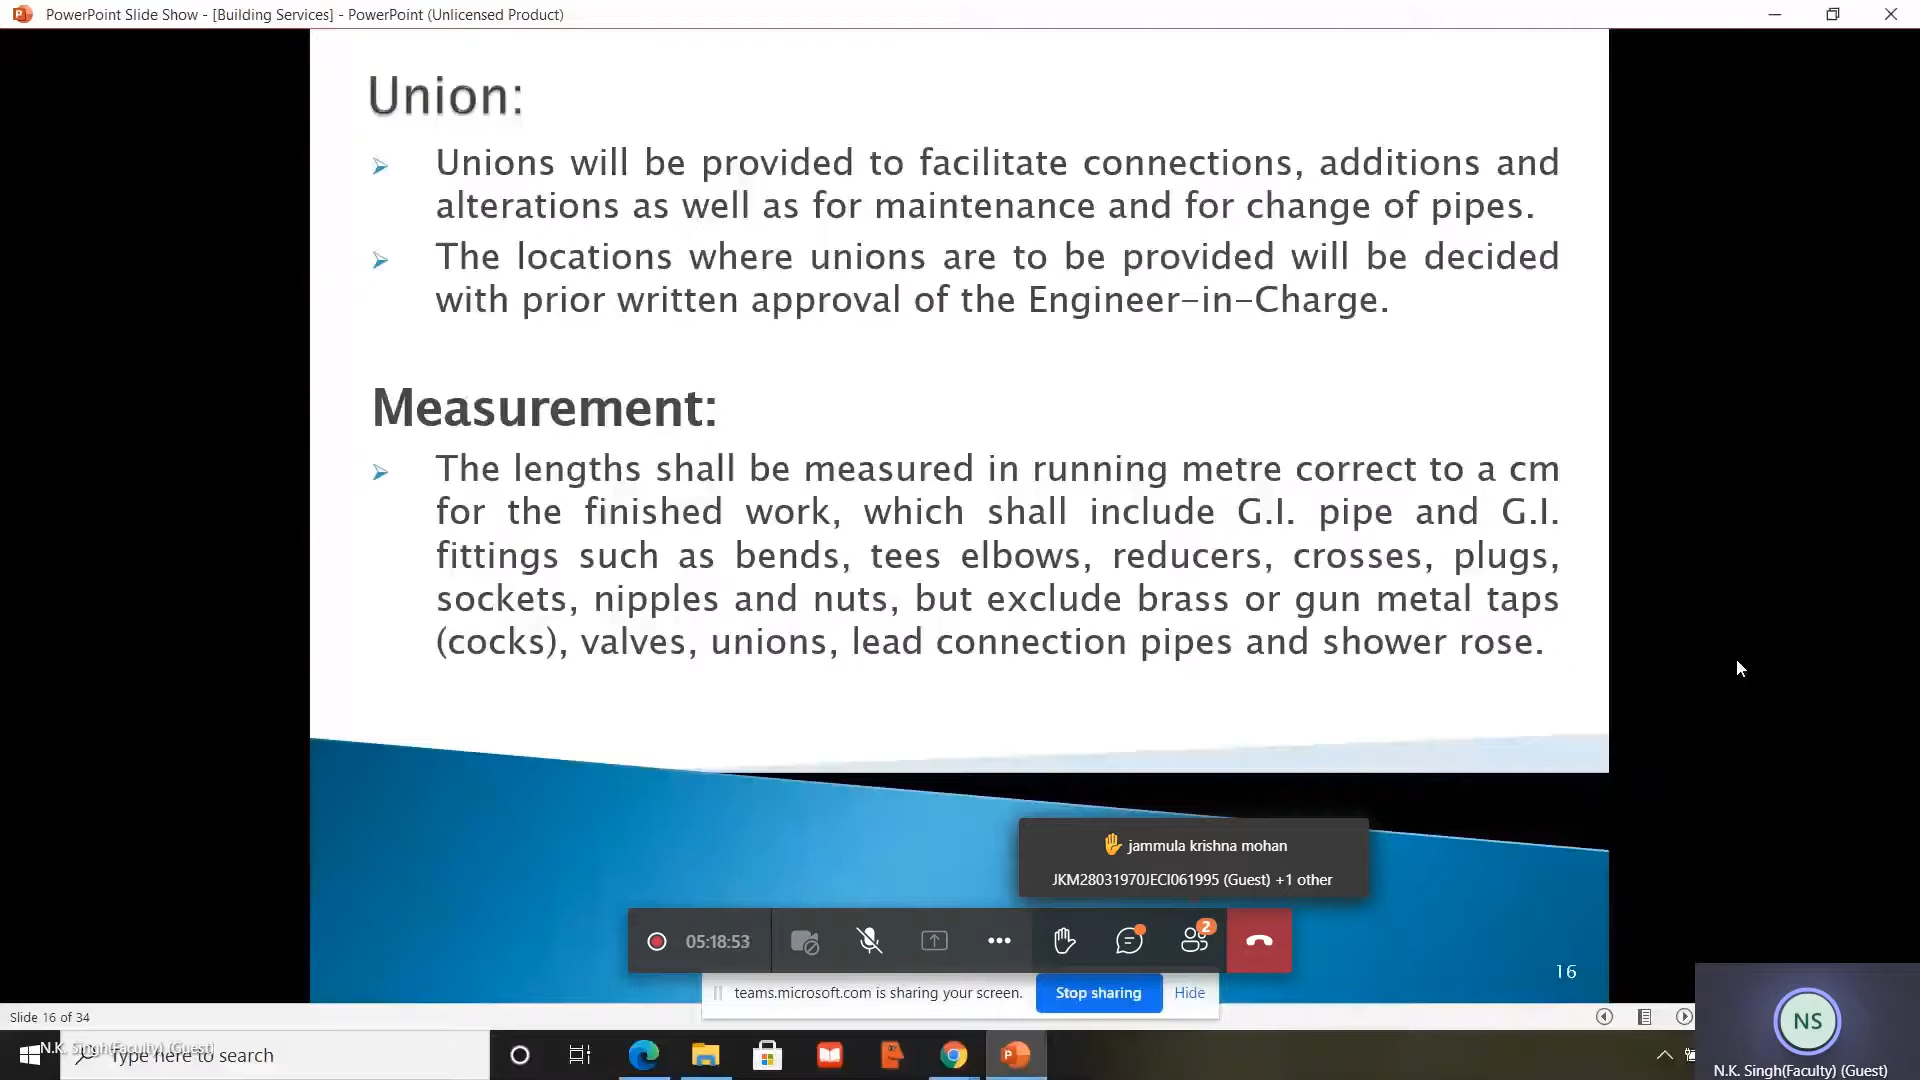 PowerPoint Slide Show - [Building Services] - PowerPoint (Unlicensed Product)
Union:
Unions will be provided to facilitate connections, additions and
alterations as well as for maintenance and for change of pipes.
The locations where unions are to be provided will be decided
with prior written approval of the Engineer-in-Charge.
Measurement:
The lengths shall be measured in running metre correct to a cm
for the finished work, which shall include G.I. pipe and G.I.
fittings such as bends, tees elbows, reducers, crosses, plugs,
sockets, nipples and nuts, but exclude brass or gun metal taps
(cocks), valves, unions, lead connection pipes and shower rose.
jammula krishna mohan
JKM28031970JECI061995 (Guest) +1 other
05:18:53
2
16
teams.microsoft.com is sharing your screen.
Stop sharing
Hide
Slide 16 of 34
NS
N.K. Singh(Faculty) (Guest)
Type here to search
N.K. Singh(Faculty) (Guest)